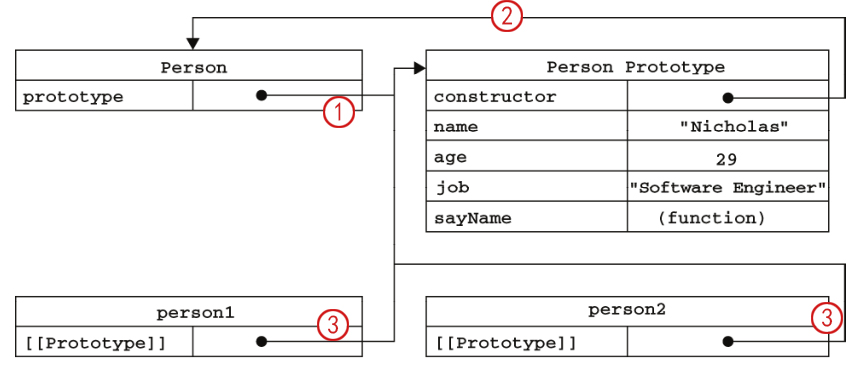 2
Person
prototype
1
Person Prototype
constructor
name "Nicholas"
age 29
job "Software Engineer"
sayName (function)
person1
3
[[Prototype]]
person2
3
[[Prototype]]